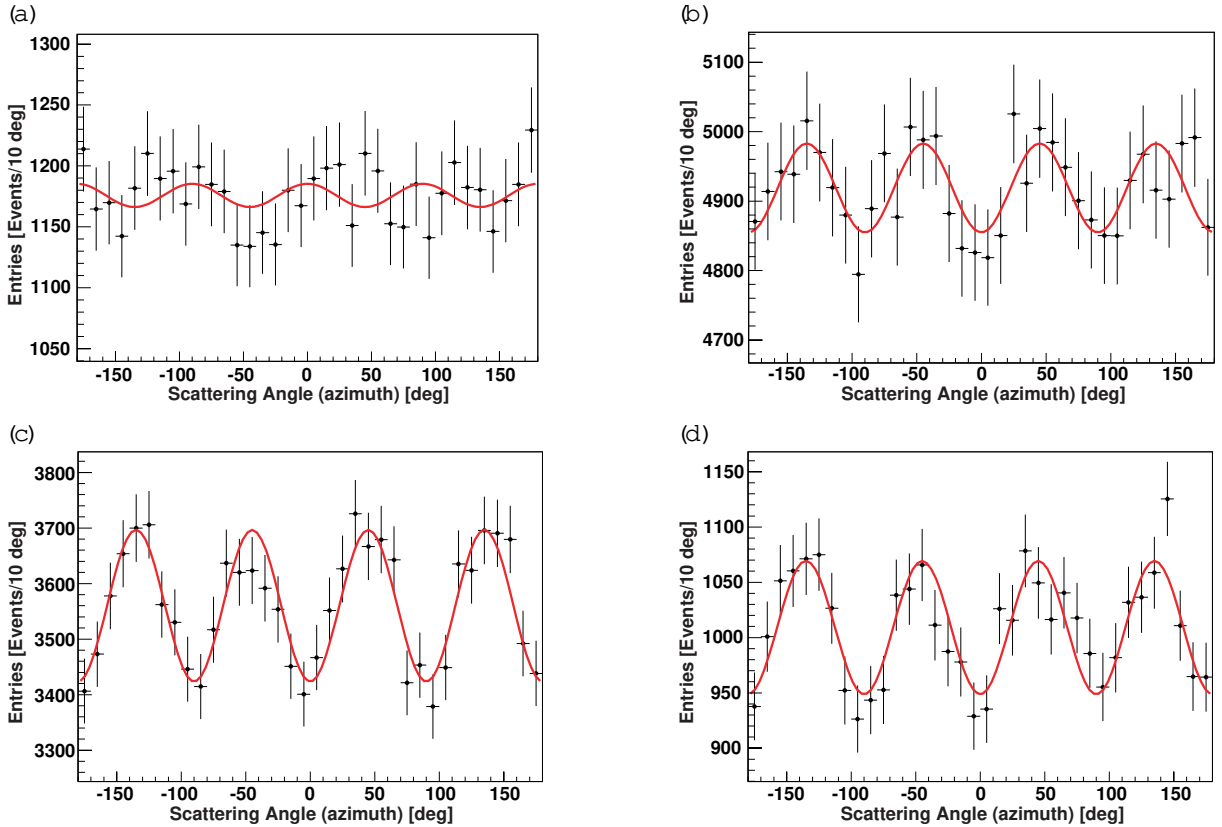 (a)
1300
1250
1200
1150
1100
1050
Entries [Events/10 deg]
-150 -100 -50 0 50 100 150
Scattering Angle (azimuth) [deg]
(b)
5100
5000
4900
4800
4700
Entries [Events/10 deg]
-150 -100 -50 0 50 100 150
Scattering Angle (azimuth) [deg]
(c)
3800
3700
3600
3500
3400
3300
Entries [Events/10 deg]
-150 -100 -50 0 50 100 150
Scattering Angle (azimuth) [deg]
(d)
1150
1100
1050
1000
950
900
Entries [Events/10 deg]
-150 -100 -50 0 50 100 150
Scattering Angle (azimuth) [deg]